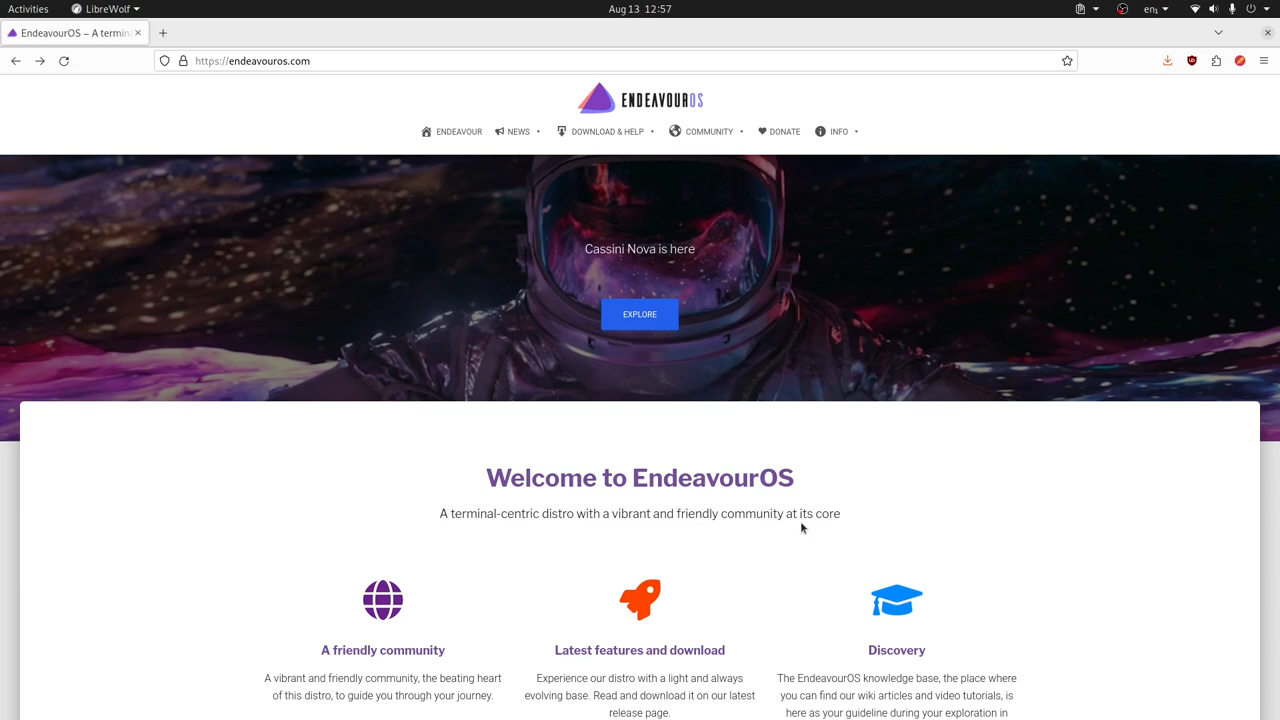 Activities LibreWolf Aug 13 12:57 en₁
EndeavourOS – A termin
https://endeavouros.com
ENDEAVOUROS
ENDEAVOUR NEWS DOWNLOAD & HELP COMMUNITY DONATE INFO
Cassini Nova is here
EXPLORE
Welcome to EndeavourOS
A terminal-centric distro with a vibrant and friendly community at its core
A friendly community
A vibrant and friendly community, the beating heart
of this distro, to guide you through your journey.
Latest features and download
Experience our distro with a light and always
evolving base. Read and download it on our latest
release page.
Discovery
The EndeavourOS knowledge base, the place where
you can find our wiki articles and video tutorials, is
here as your guideline during your exploration in